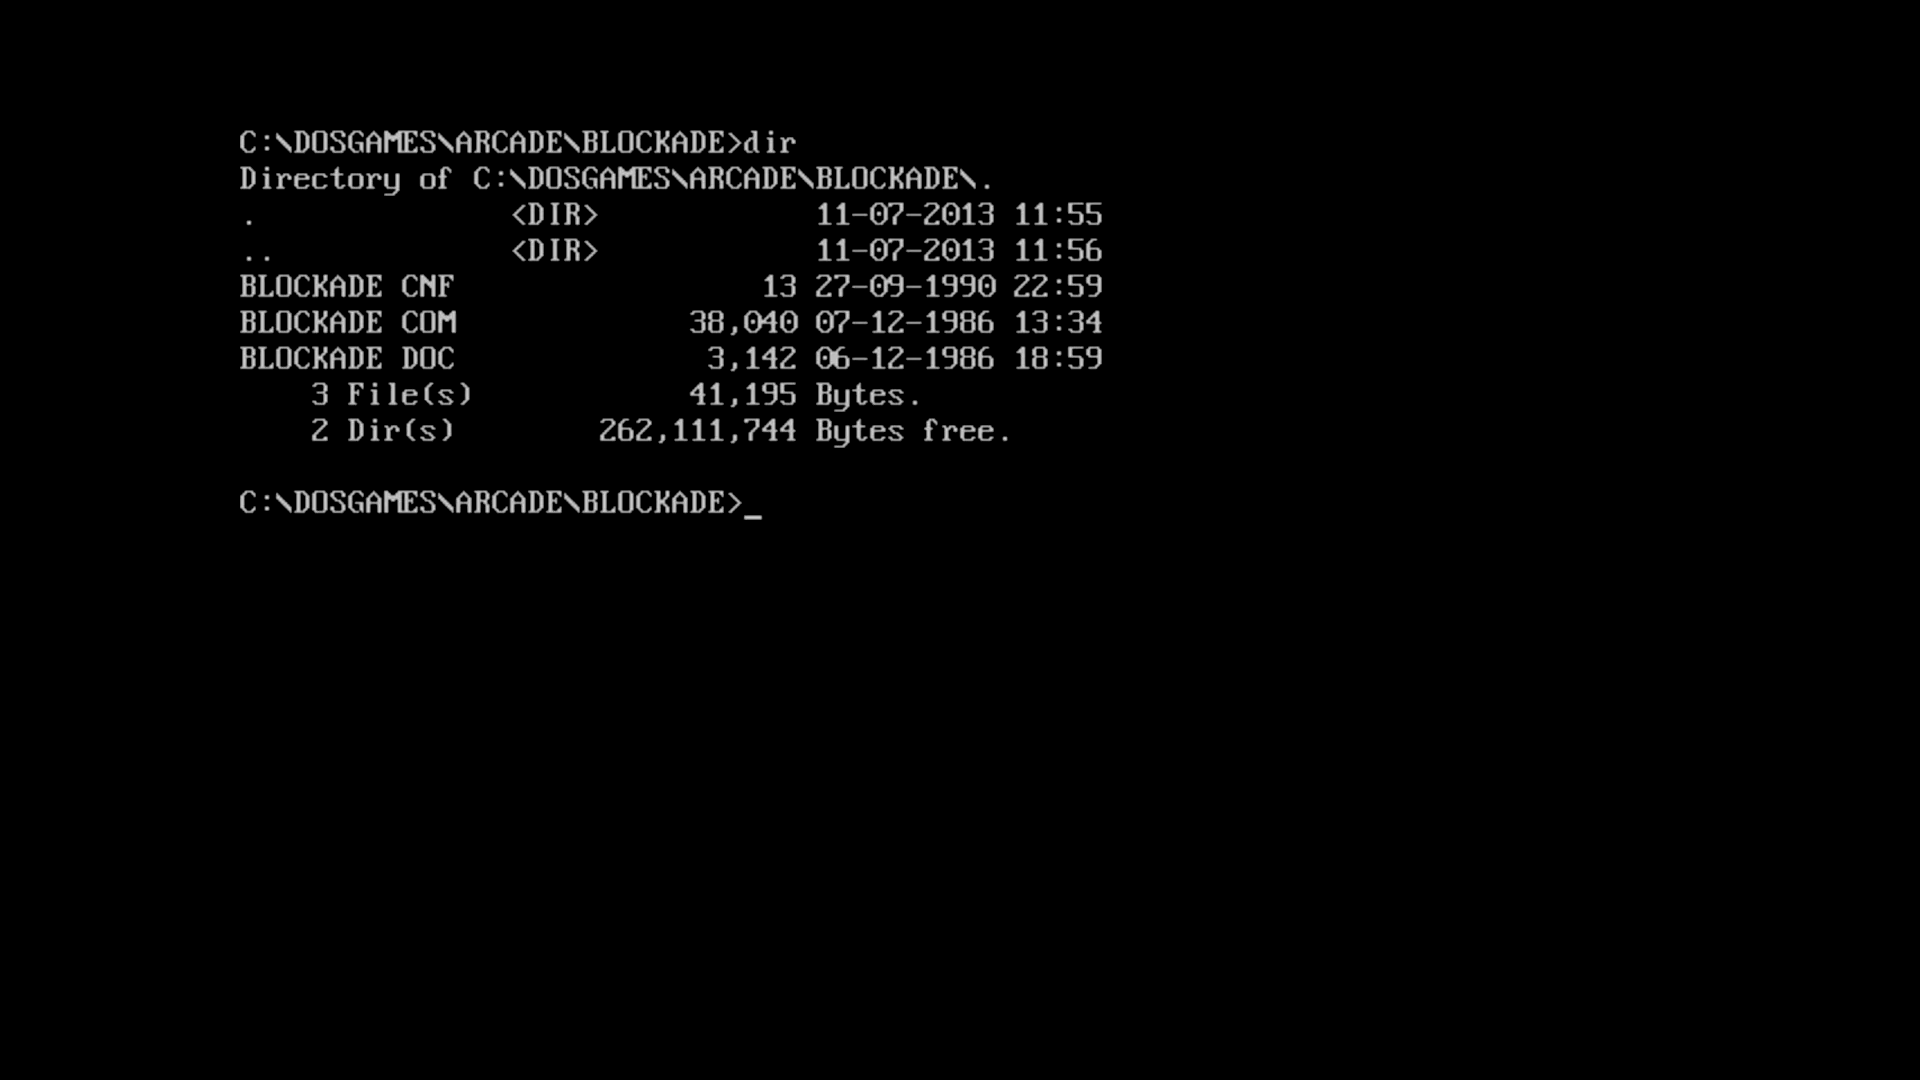 C:\DOSGAMES\ARCADE\BLOCKADE>dir
Directory of C:\DOSGAMES\ARCADE\BLOCKADE\.
.              <DIR>            11-07-2013 11:55
..             <DIR>            11-07-2013 11:56
BLOCKADE CNF                 13 27-09-1990 22:59
BLOCKADE COM             38,040 07-12-1986 13:34
BLOCKADE DOC              3,142 06-12-1986 18:59
    3 File(s)            41,195 Bytes.
    2 Dir(s)        262,111,744 Bytes free.
C:\DOSGAMES\ARCADE\BLOCKADE>_